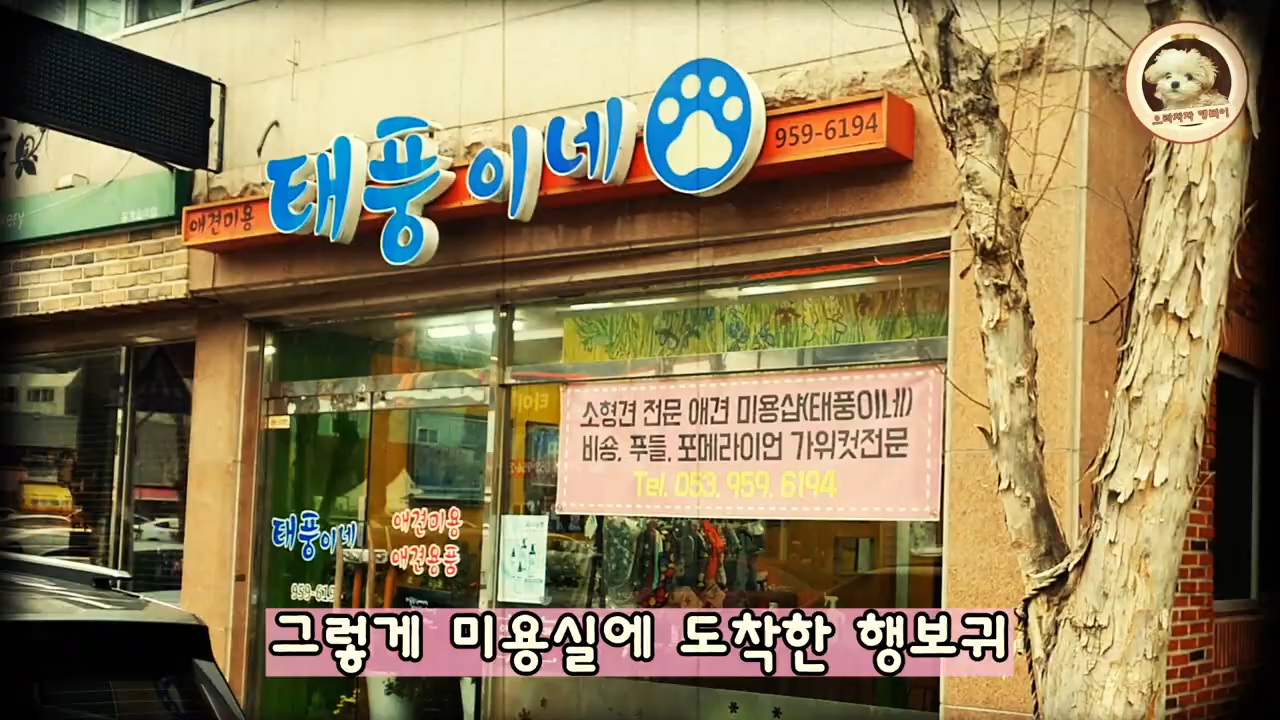 애견미용 태풍이네 959-6194
소형견 전문 애견 미용샵(태풍이네)
비숑, 푸들, 포메라이언 가위컷전문
Tel. 053. 959. 6194
태풍이네
애견미용
애견용품
그렇게 미용실에 도착한 행보귀